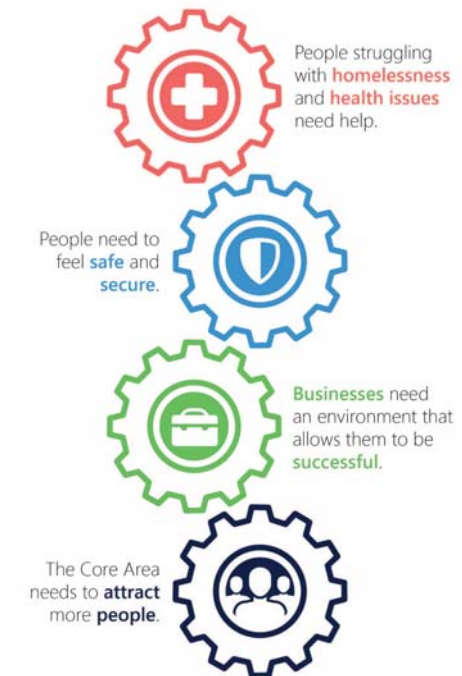 People struggling
with homelessness
and health issues
need help.
People need to
feel safe and
secure.
Businesses need
an environment that
allows them to be
successful.
The Core Area
needs to attract
more people.